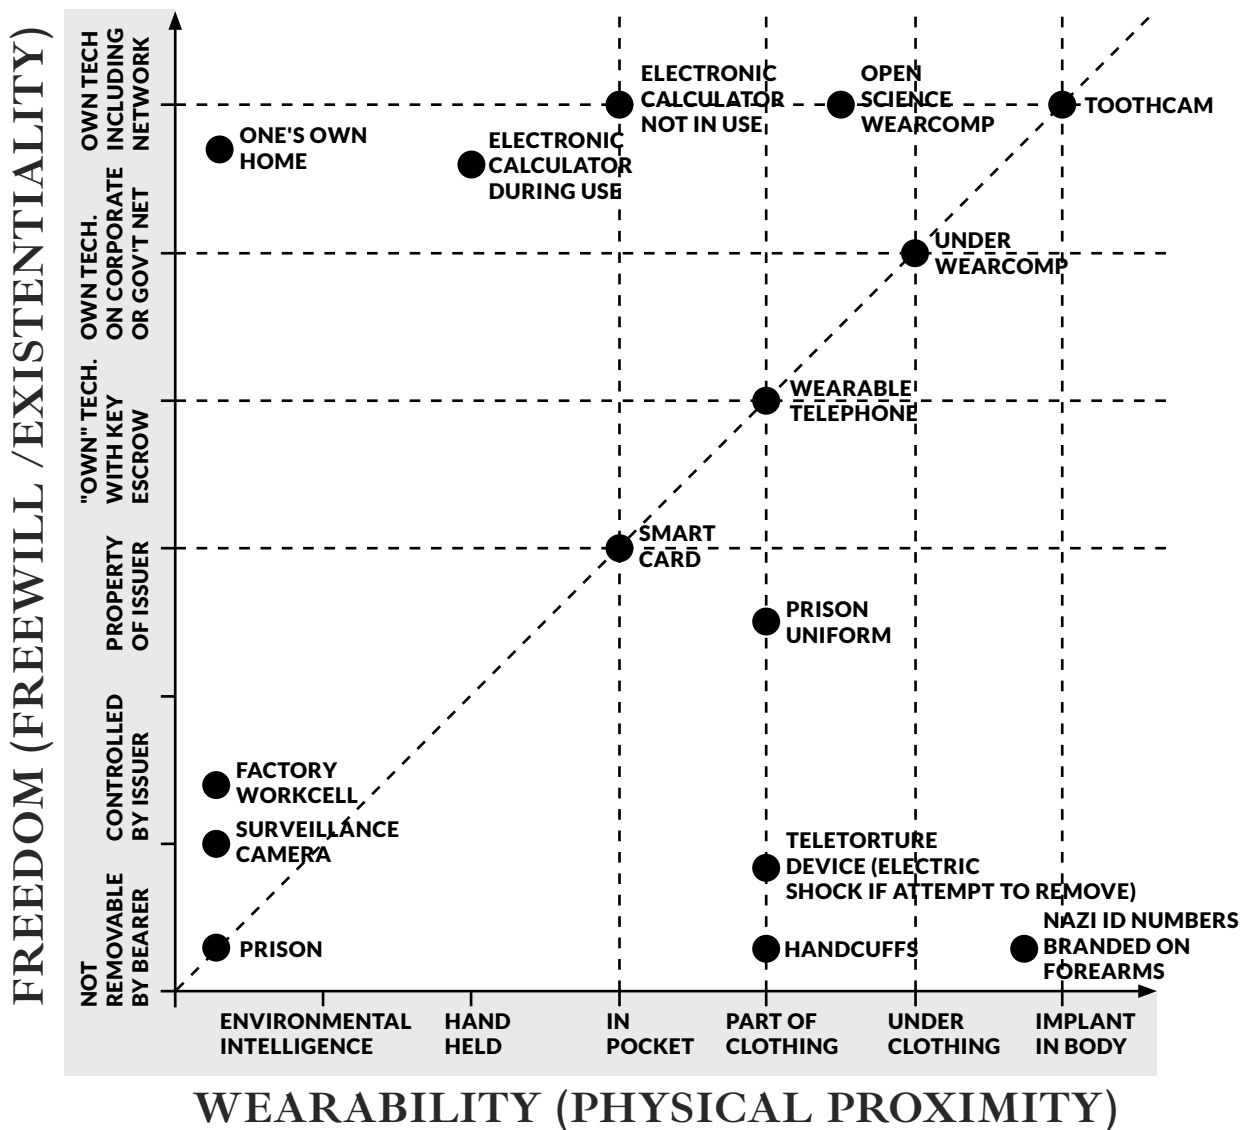 FREEDOM (FREEWILL /EXISTENTIALITY)
OWN TECH
INCLUDING
NETWORK
OWN TECH.
ON CORPORATE
OR GOV'T NET
"OWN" TECH.
WITH KEY
ESCROW
PROPERTY
OF ISSUER
CONTROLLED
BY ISSUER
NOT
REMOVABLE
BY BEARER
ELECTRONIC
CALCULATOR
NOT IN USE
OPEN
SCIENCE
WEARCOMP
TOOTHCAM
ONE'S OWN
HOME
ELECTRONIC
CALCULATOR
DURING USE
UNDER
WEARCOMP
WEARABLE
TELEPHONE
SMART
CARD
PRISON
UNIFORM
FACTORY
WORKCELL
SURVEILLANCE
CAMERA
TELETORTURE
DEVICE (ELECTRIC
SHOCK IF ATTEMPT TO REMOVE)
PRISON
HANDCUFFS
NAZI ID NUMBERS
BRANDED ON
FOREARMS
ENVIRONMENTAL
INTELLIGENCE
HAND
HELD
IN
POCKET
PART OF
CLOTHING
UNDER
CLOTHING
IMPLANT
IN BODY
WEARABILITY (PHYSICAL PROXIMITY)